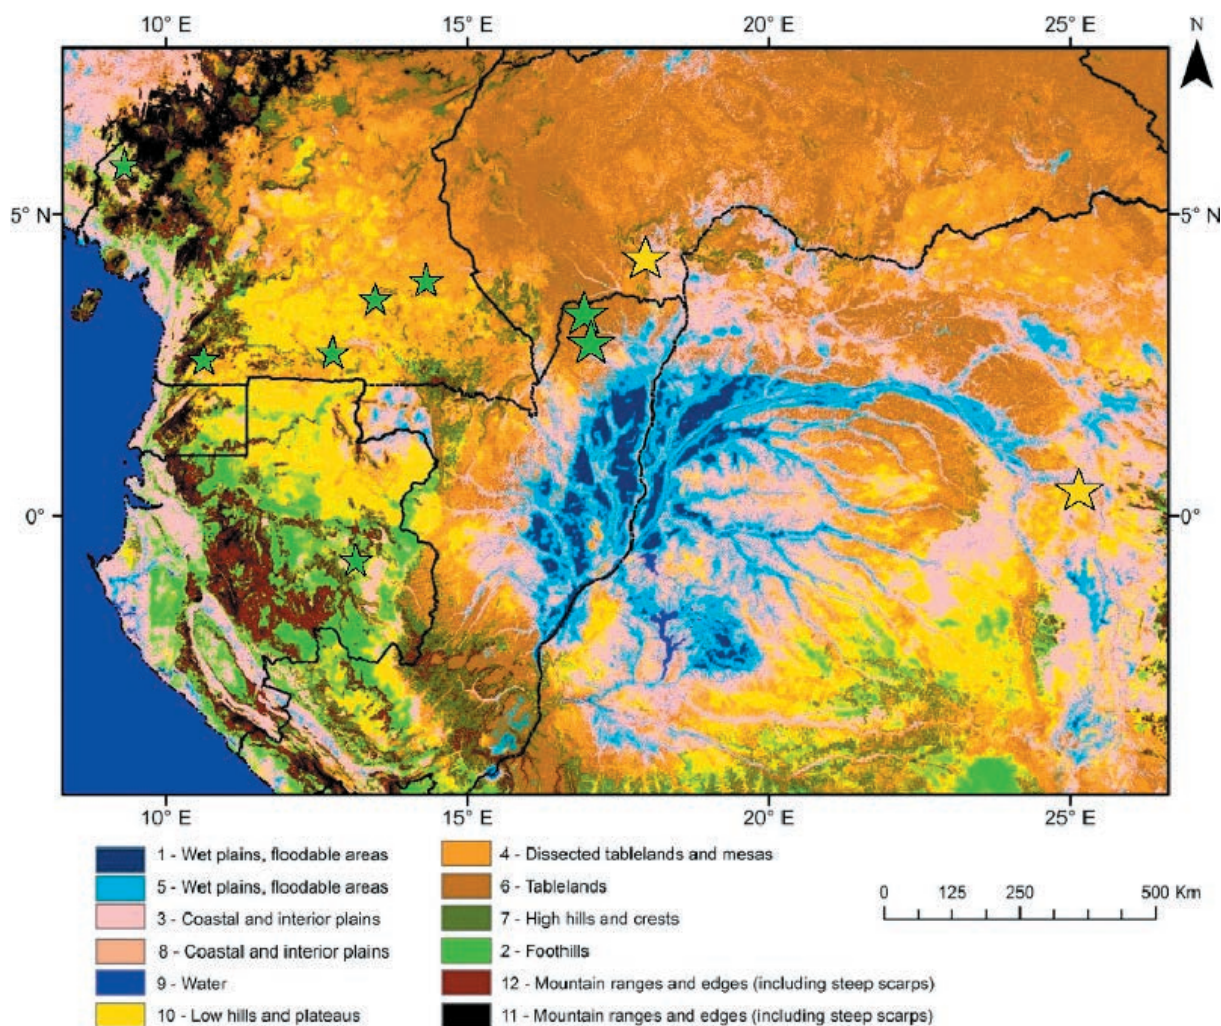 10° E 15° E 20° E 25° E N
5° N 5° N
0° 0°
10° E 15° E 20° E 25° E
1 - Wet plains, floodable areas
5 - Wet plains, floodable areas
3 - Coastal and interior plains
8 - Coastal and interior plains
9 - Water
10 - Low hills and plateaus
4 - Dissected tablelands and mesas
6 - Tablelands
7 - High hills and crests
2 - Foothills
12 - Mountain ranges and edges (including steep scarps)
11 - Mountain ranges and edges (including steep scarps)
0 125 250 500 Km